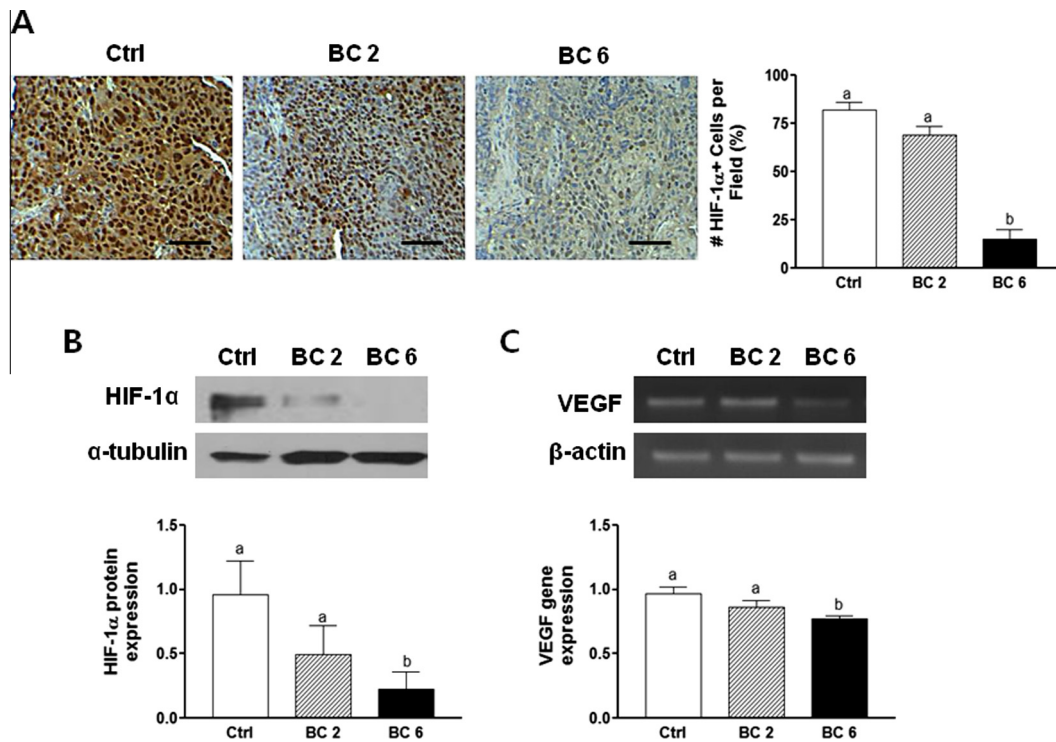 A
Ctrl
BC 2
BC 6
# HIF-1α+ Cells per
Field (%)
100
75
50
25
0
a
a
b
Ctrl
BC 2
BC 6
B
Ctrl
BC 2
BC 6
HIF-1α
α-tubulin
HIF-1α protein
expression
1.5
1.0
0.5
0.0
a
a
b
Ctrl
BC 2
BC 6
C
Ctrl
BC 2
BC 6
VEGF
β-actin
VEGF gene
expression
1.5
1.0
0.5
0.0
a
a
b
Ctrl
BC 2
BC 6